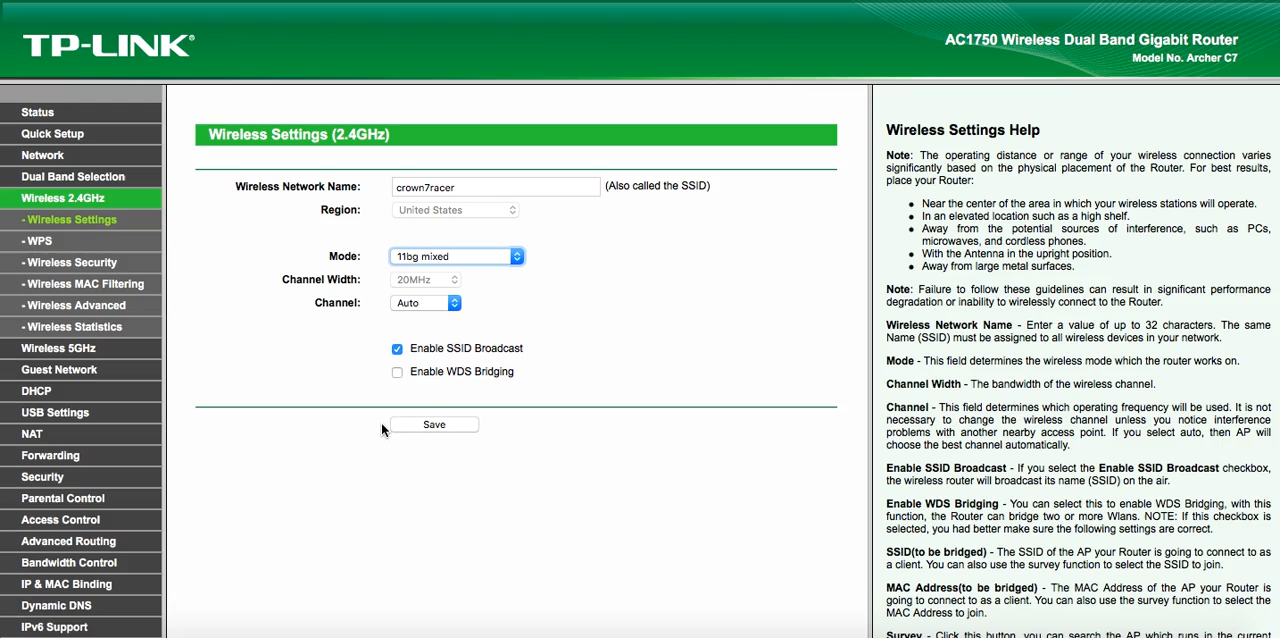 TP-LINK®
AC1750 Wireless Dual Band Gigabit Router
Model No. Archer C7
Status
Quick Setup
Network
Dual Band Selection
Wireless 2.4GHz
- Wireless Settings
- WPS
- Wireless Security
- Wireless MAC Filtering
- Wireless Advanced
- Wireless Statistics
Wireless 5GHz
Guest Network
DHCP
USB Settings
NAT
Forwarding
Security
Parental Control
Access Control
Advanced Routing
Bandwidth Control
IP & MAC Binding
Dynamic DNS
IPv6 Support
Wireless Settings (2.4GHz)
Wireless Network Name: crown7racer (Also called the SSID)
Region: United States
Mode: 11bg mixed
Channel Width: 20MHz
Channel: Auto
Enable SSID Broadcast
Enable WDS Bridging
Save
Wireless Settings Help
Note: The operating distance or range of your wireless connection varies
significantly based on the physical placement of the Router. For best results,
place your Router:
• Near the center of the area in which your wireless stations will operate.
• In an elevated location such as a high shelf.
• Away from the potential sources of interference, such as PCs,
microwaves, and cordless phones.
• With the Antenna in the upright position.
• Away from large metal surfaces.
Note: Failure to follow these guidelines can result in significant performance
degradation or inability to wirelessly connect to the Router.
Wireless Network Name - Enter a value of up to 32 characters. The same
Name (SSID) must be assigned to all wireless devices in your network.
Mode - This field determines the wireless mode which the router works on.
Channel Width - The bandwidth of the wireless channel.
Channel - This field determines which operating frequency will be used. It is not
necessary to change the wireless channel unless you notice interference
problems with another nearby access point. If you select auto, then AP will
choose the best channel automatically.
Enable SSID Broadcast - If you select the Enable SSID Broadcast checkbox,
the wireless router will broadcast its name (SSID) on the air.
Enable WDS Bridging - You can select this to enable WDS Bridging, with this
function, the Router can bridge two or more Wlans. NOTE: If this checkbox is
selected, you had better make sure the following settings are correct.
SSID(to be bridged) - The SSID of the AP your Router is going to connect to as
a client. You can also use the survey function to select the SSID to join.
MAC Address(to be bridged) - The MAC Address of the AP your Router is
going to connect to as a client. You can also use the survey function to select the
MAC Address to join.
Survey - Click this button, you can search the AP which runs in the current